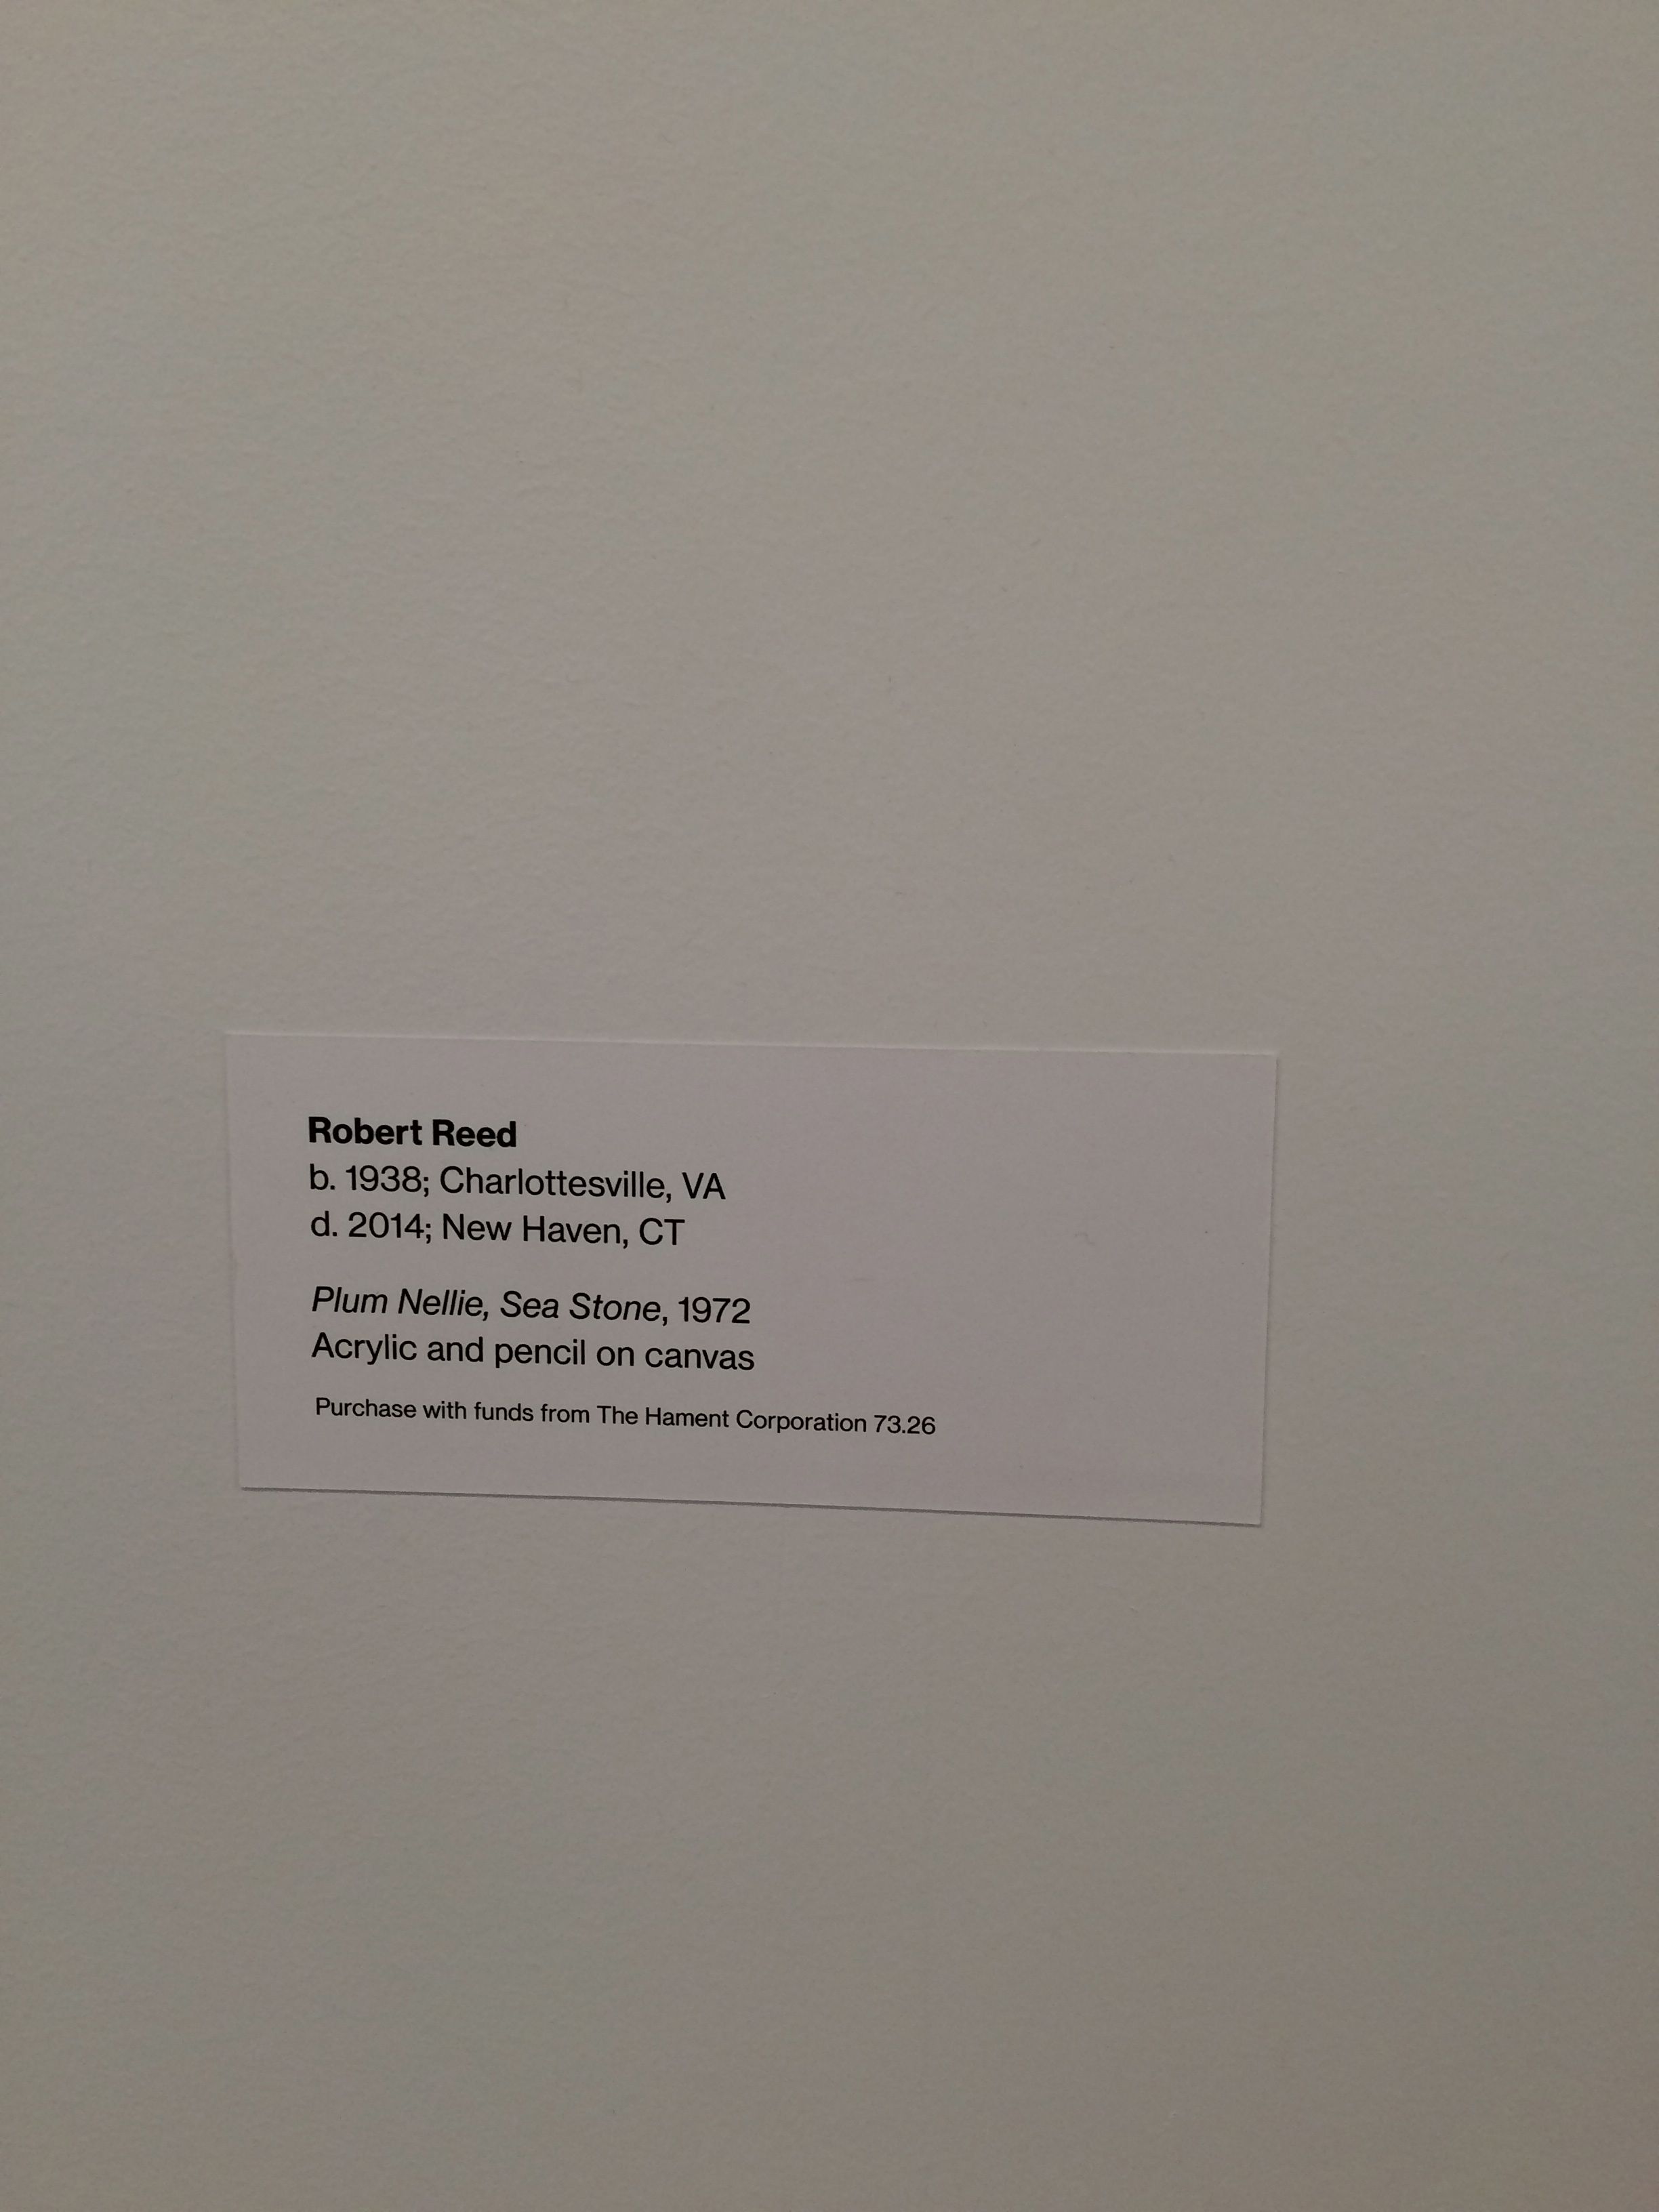 Robert Reed
b. 1938; Charlottesville, VA
d. 2014; New Haven, CT
Plum Nellie, Sea Stone, 1972
Acrylic and pencil on canvas
Purchase with funds from The Hament Corporation 73.26